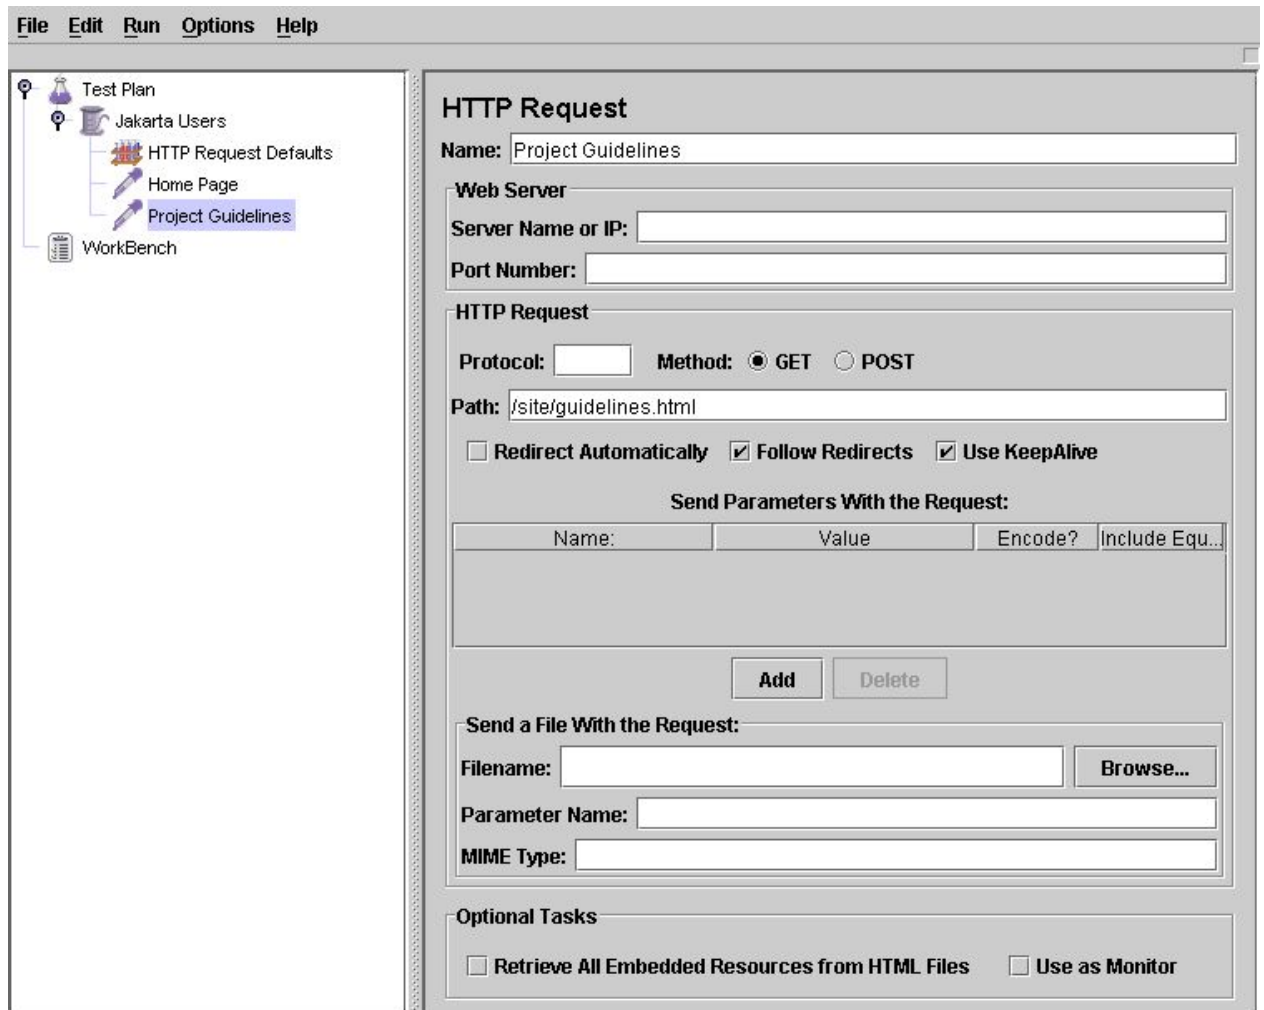 File Edit Run Options Help
Test Plan
Jakarta Users
HTTP Request Defaults
Home Page
Project Guidelines
WorkBench
HTTP Request
Name: Project Guidelines
Web Server
Server Name or IP:
Port Number:
HTTP Request
Protocol: Method: GET POST
Path: /site/guidelines.html
Redirect Automatically Follow Redirects Use KeepAlive
Send Parameters With the Request:
Name: Value Encode? Include Equ...
Add Delete
Send a File With the Request:
Filename: Browse...
Parameter Name:
MIME Type:
Optional Tasks
Retrieve All Embedded Resources from HTML Files Use as Monitor